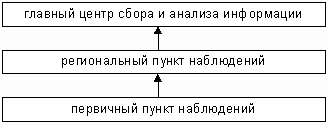 главный центр сбора и анализа информации
региональный пункт наблюдений
первичный пункт наблюдений